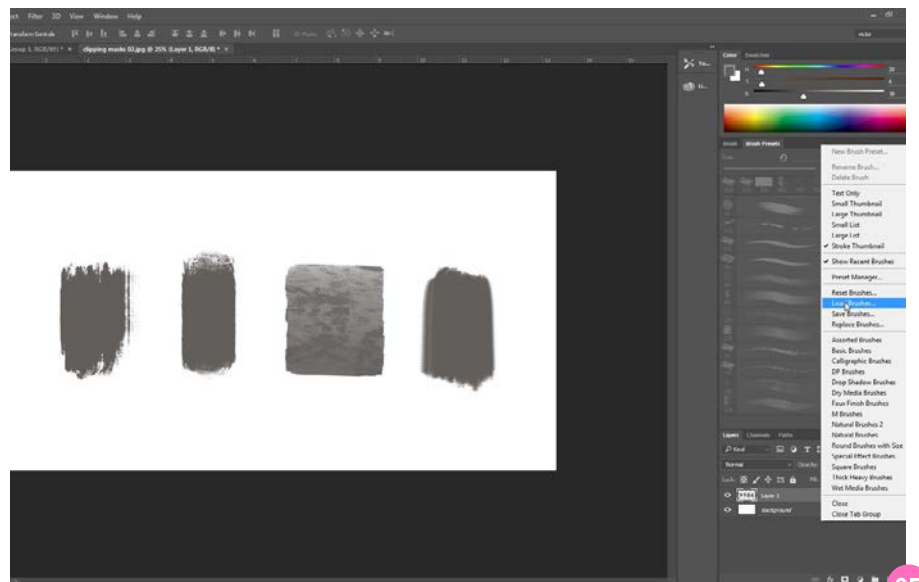 Filter 3D View Window Help
clipping masks 02.jpg @ 25% (Layer 1, RGB/8) *
Color Swatches
Brush Brush Presets
New Brush Preset...
Rename Brush...
Delete Brush
Text Only
Small Thumbnail
Large Thumbnail
Small List
Large List
Stroke Thumbnail
Show Recent Brushes
Preset Manager...
Reset Brushes...
Load Brushes...
Save Brushes...
Replace Brushes...
Assorted Brushes
Basic Brushes
Calligraphic Brushes
DP Brushes
Drop Shadow Brushes
Dry Media Brushes
Faux Finish Brushes
M Brushes
Natural Brushes 2
Natural Brushes
Round Brushes with Size
Special Effect Brushes
Square Brushes
Thick Heavy Brushes
Wet Media Brushes
Close
Close Tab Group
Layers Channels Paths
Normal
Layer 1
Background